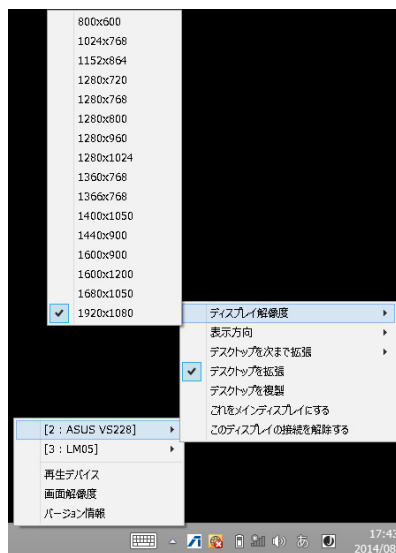 800x600
1024x768
1152x864
1280x720
1280x768
1280x800
1280x960
1280x1024
1360x768
1366x768
1400x1050
1440x900
1600x900
1600x1200
1680x1050
1920x1080
ディスプレイ解像度
表示方向
デスクトップを次まで拡張
デスクトップを拡張
デスクトップを複製
これをメインディスプレイにする
このディスプレイの接続を解除する
[2 : ASUS VS228]
[3 : LM05]
再生デバイス
画面解像度
バージョン情報
あ
17:43
2014/08